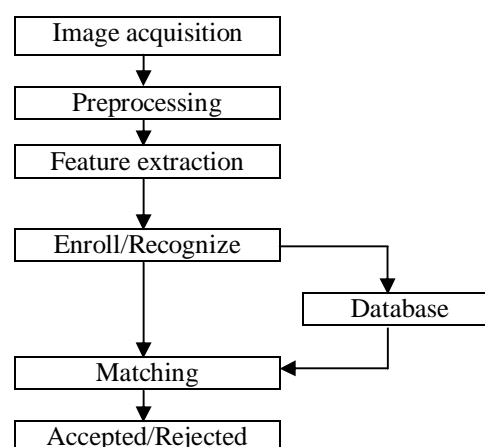 Image acquisition
Preprocessing
Feature extraction
Enroll/Recognize
Database
Matching
Accepted/Rejected